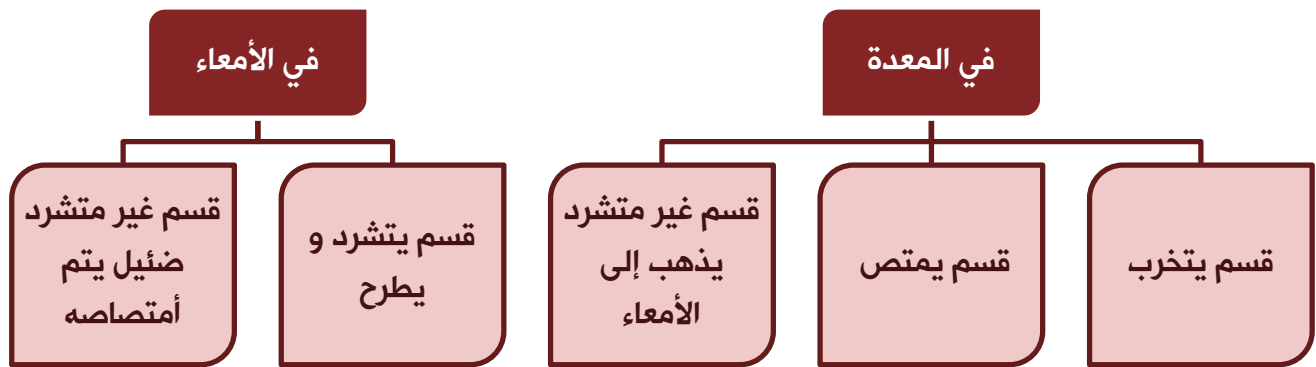 في المعدة
قسم يتخرب
قسم يمتص
قسم غير متشرد
يذهب إلى
الأمعاء
في الأمعاء
قسم يتشرد و
يطرح
قسم غير متشرد
ضئيل يتم
أمتصاصه